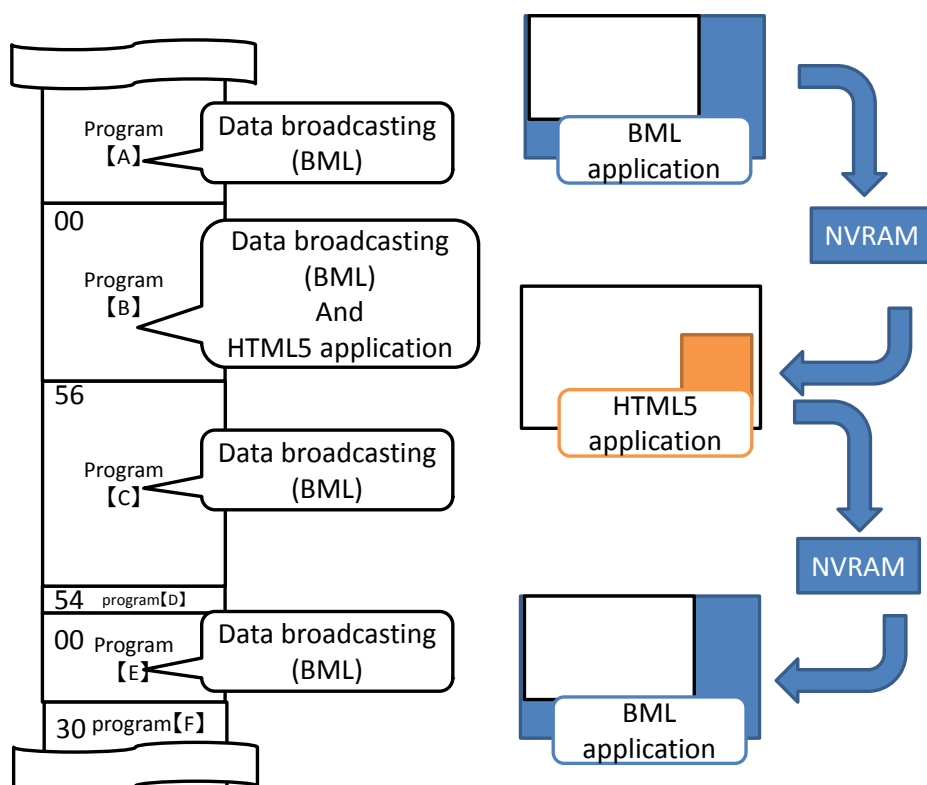 Program
【A】
Data broadcasting
(BML)
00
Program
【B】
Data broadcasting
(BML)
And
HTML5 application
56
Program
【C】
Data broadcasting
(BML)
54 program【D】
00 Program
【E】
Data broadcasting
(BML)
30 program【F】
BML
application
NVRAM
HTML5
application
NVRAM
BML
application